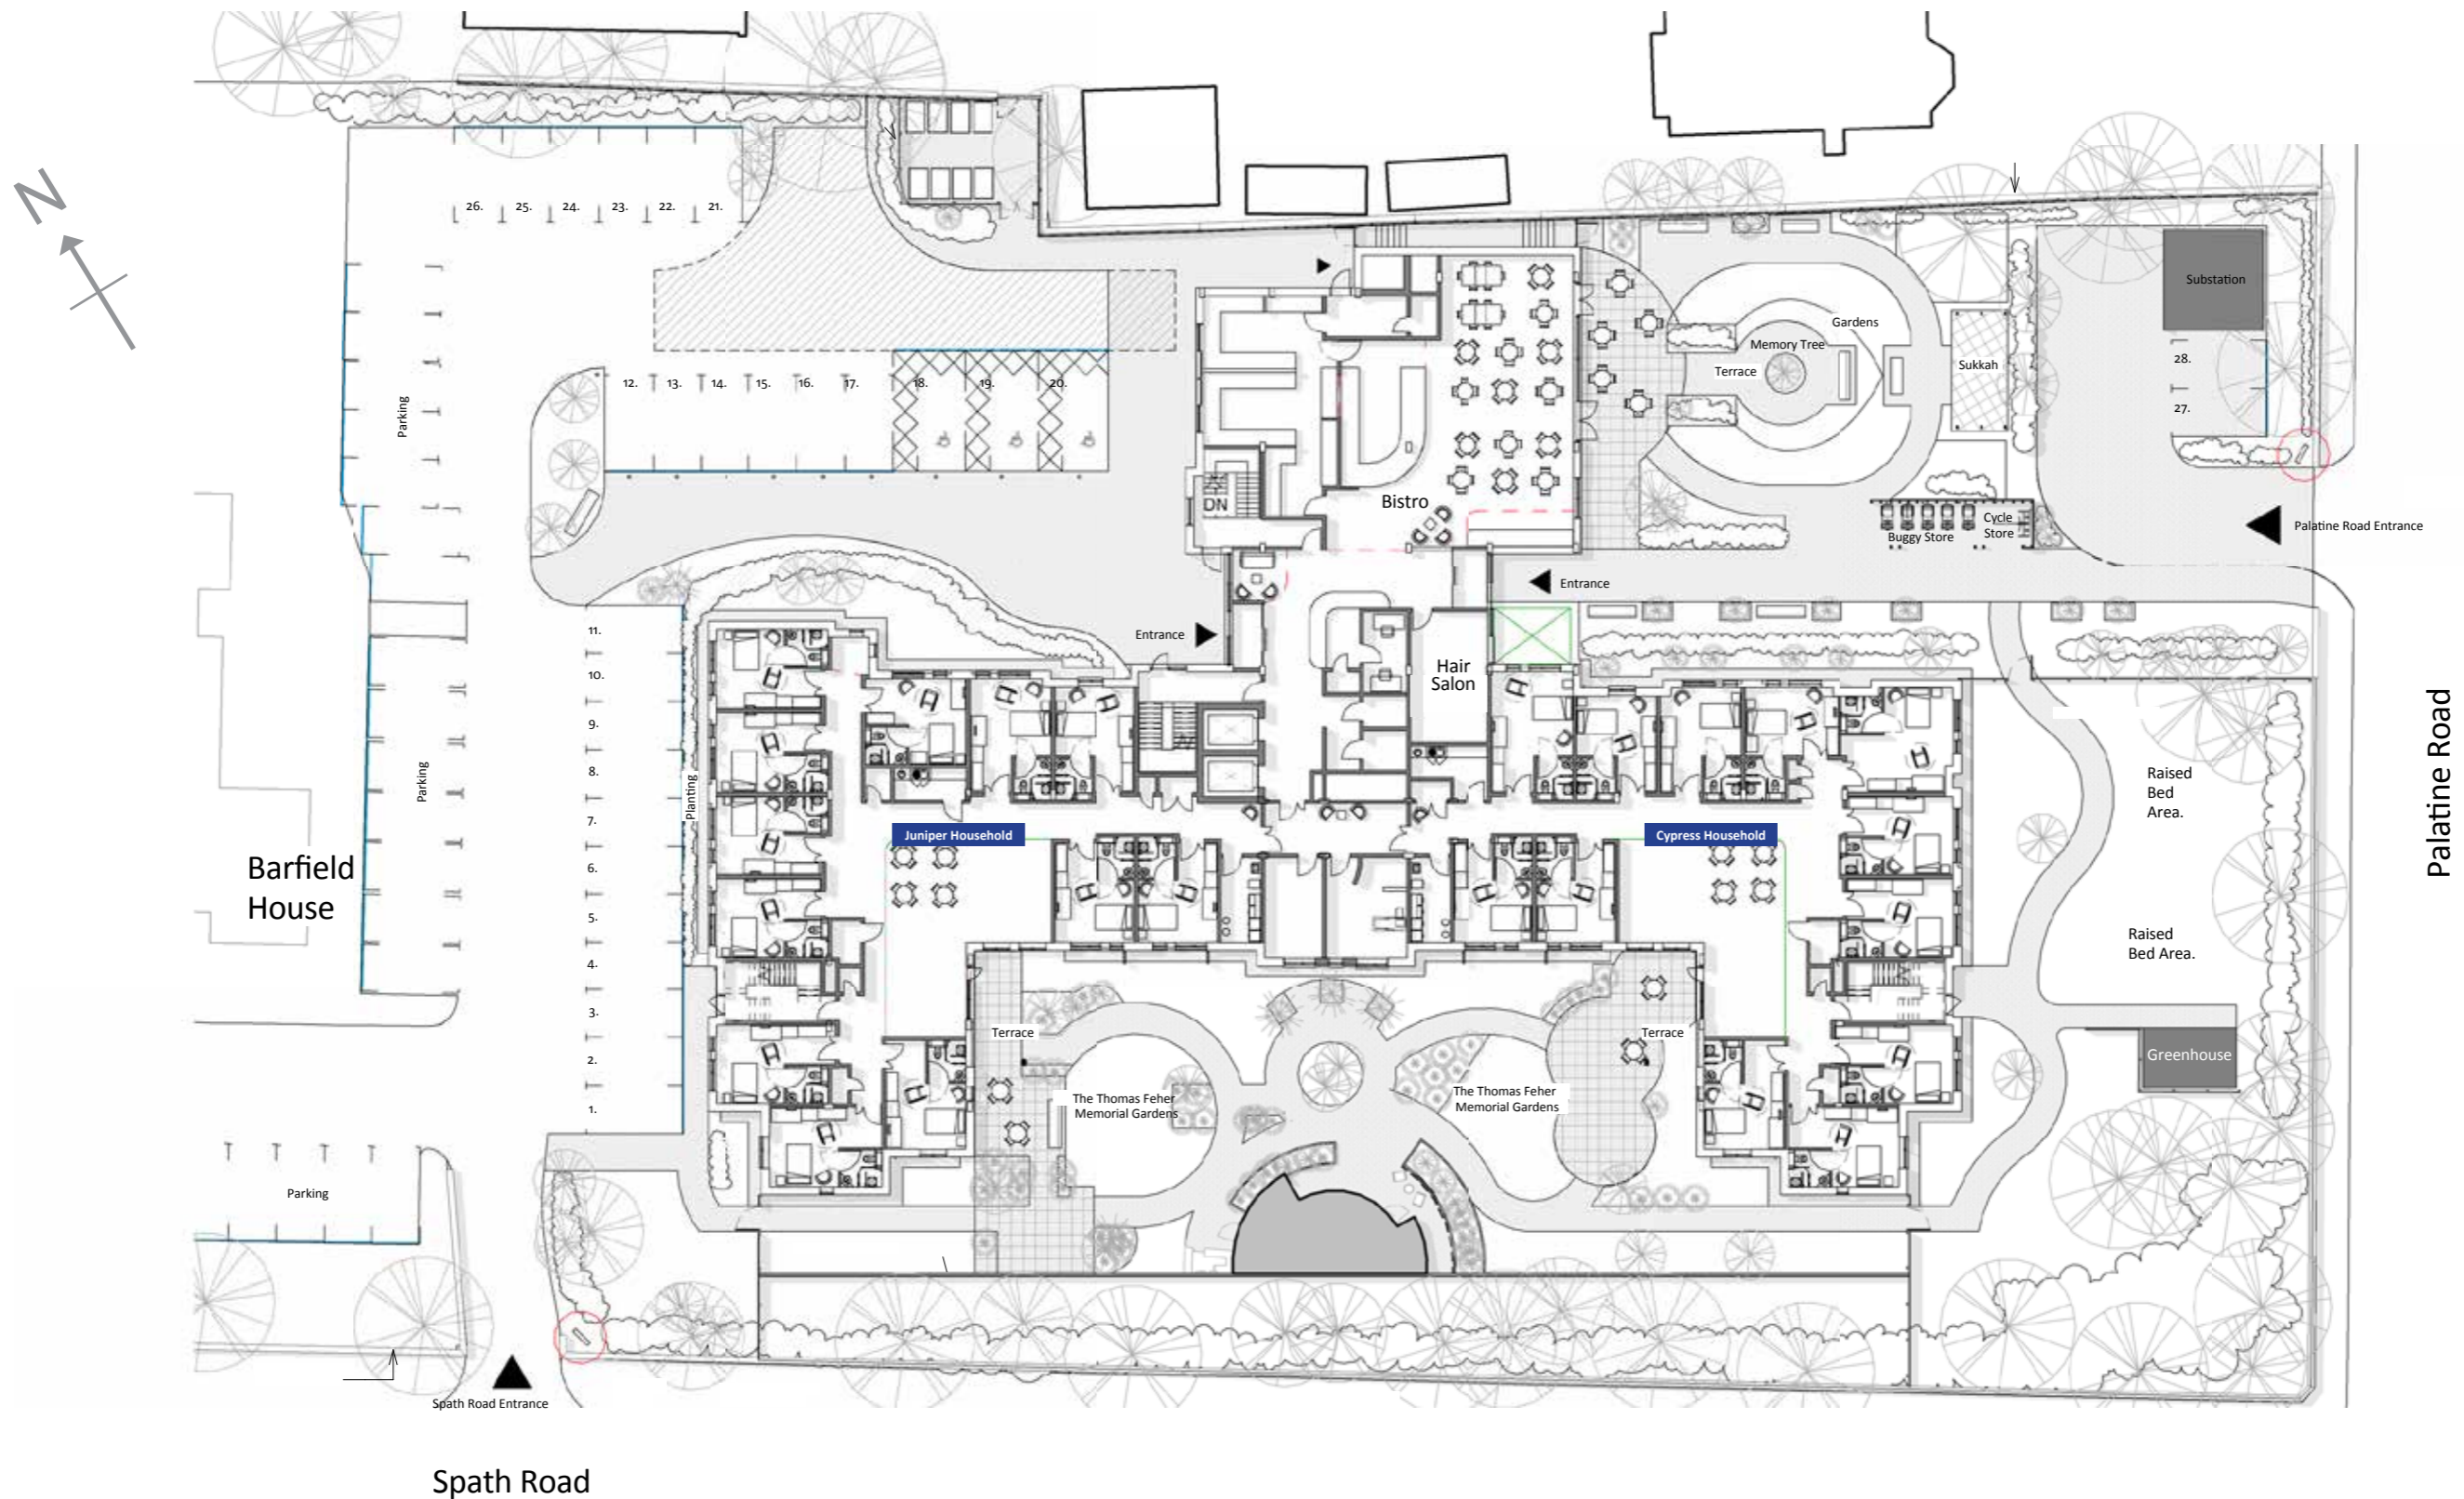 N
26.
25.
24.
23.
22.
21.
Substation
Gardens
Memory Tree
Terrace
Sukkah
28.
27.
Parking
12.
13.
14.
15.
16.
17.
18.
19.
20.
DN
Bistro
Cycle
Store
Buggy Store
Palatine Road Entrance
Entrance
Entrance
11.
10.
9.
8.
7.
6.
5.
4.
3.
2.
1.
Hair
Salon
Palatine Road
Raised
Bed
Area.
Parking
Planting
Juniper Household
Cypress Household
Barfield
House
Raised
Bed Area.
Terrace
Terrace
Greenhouse
The Thomas Feher
Memorial Gardens
The Thomas Feher
Memorial Gardens
Parking
Spath Road Entrance
Spath Road